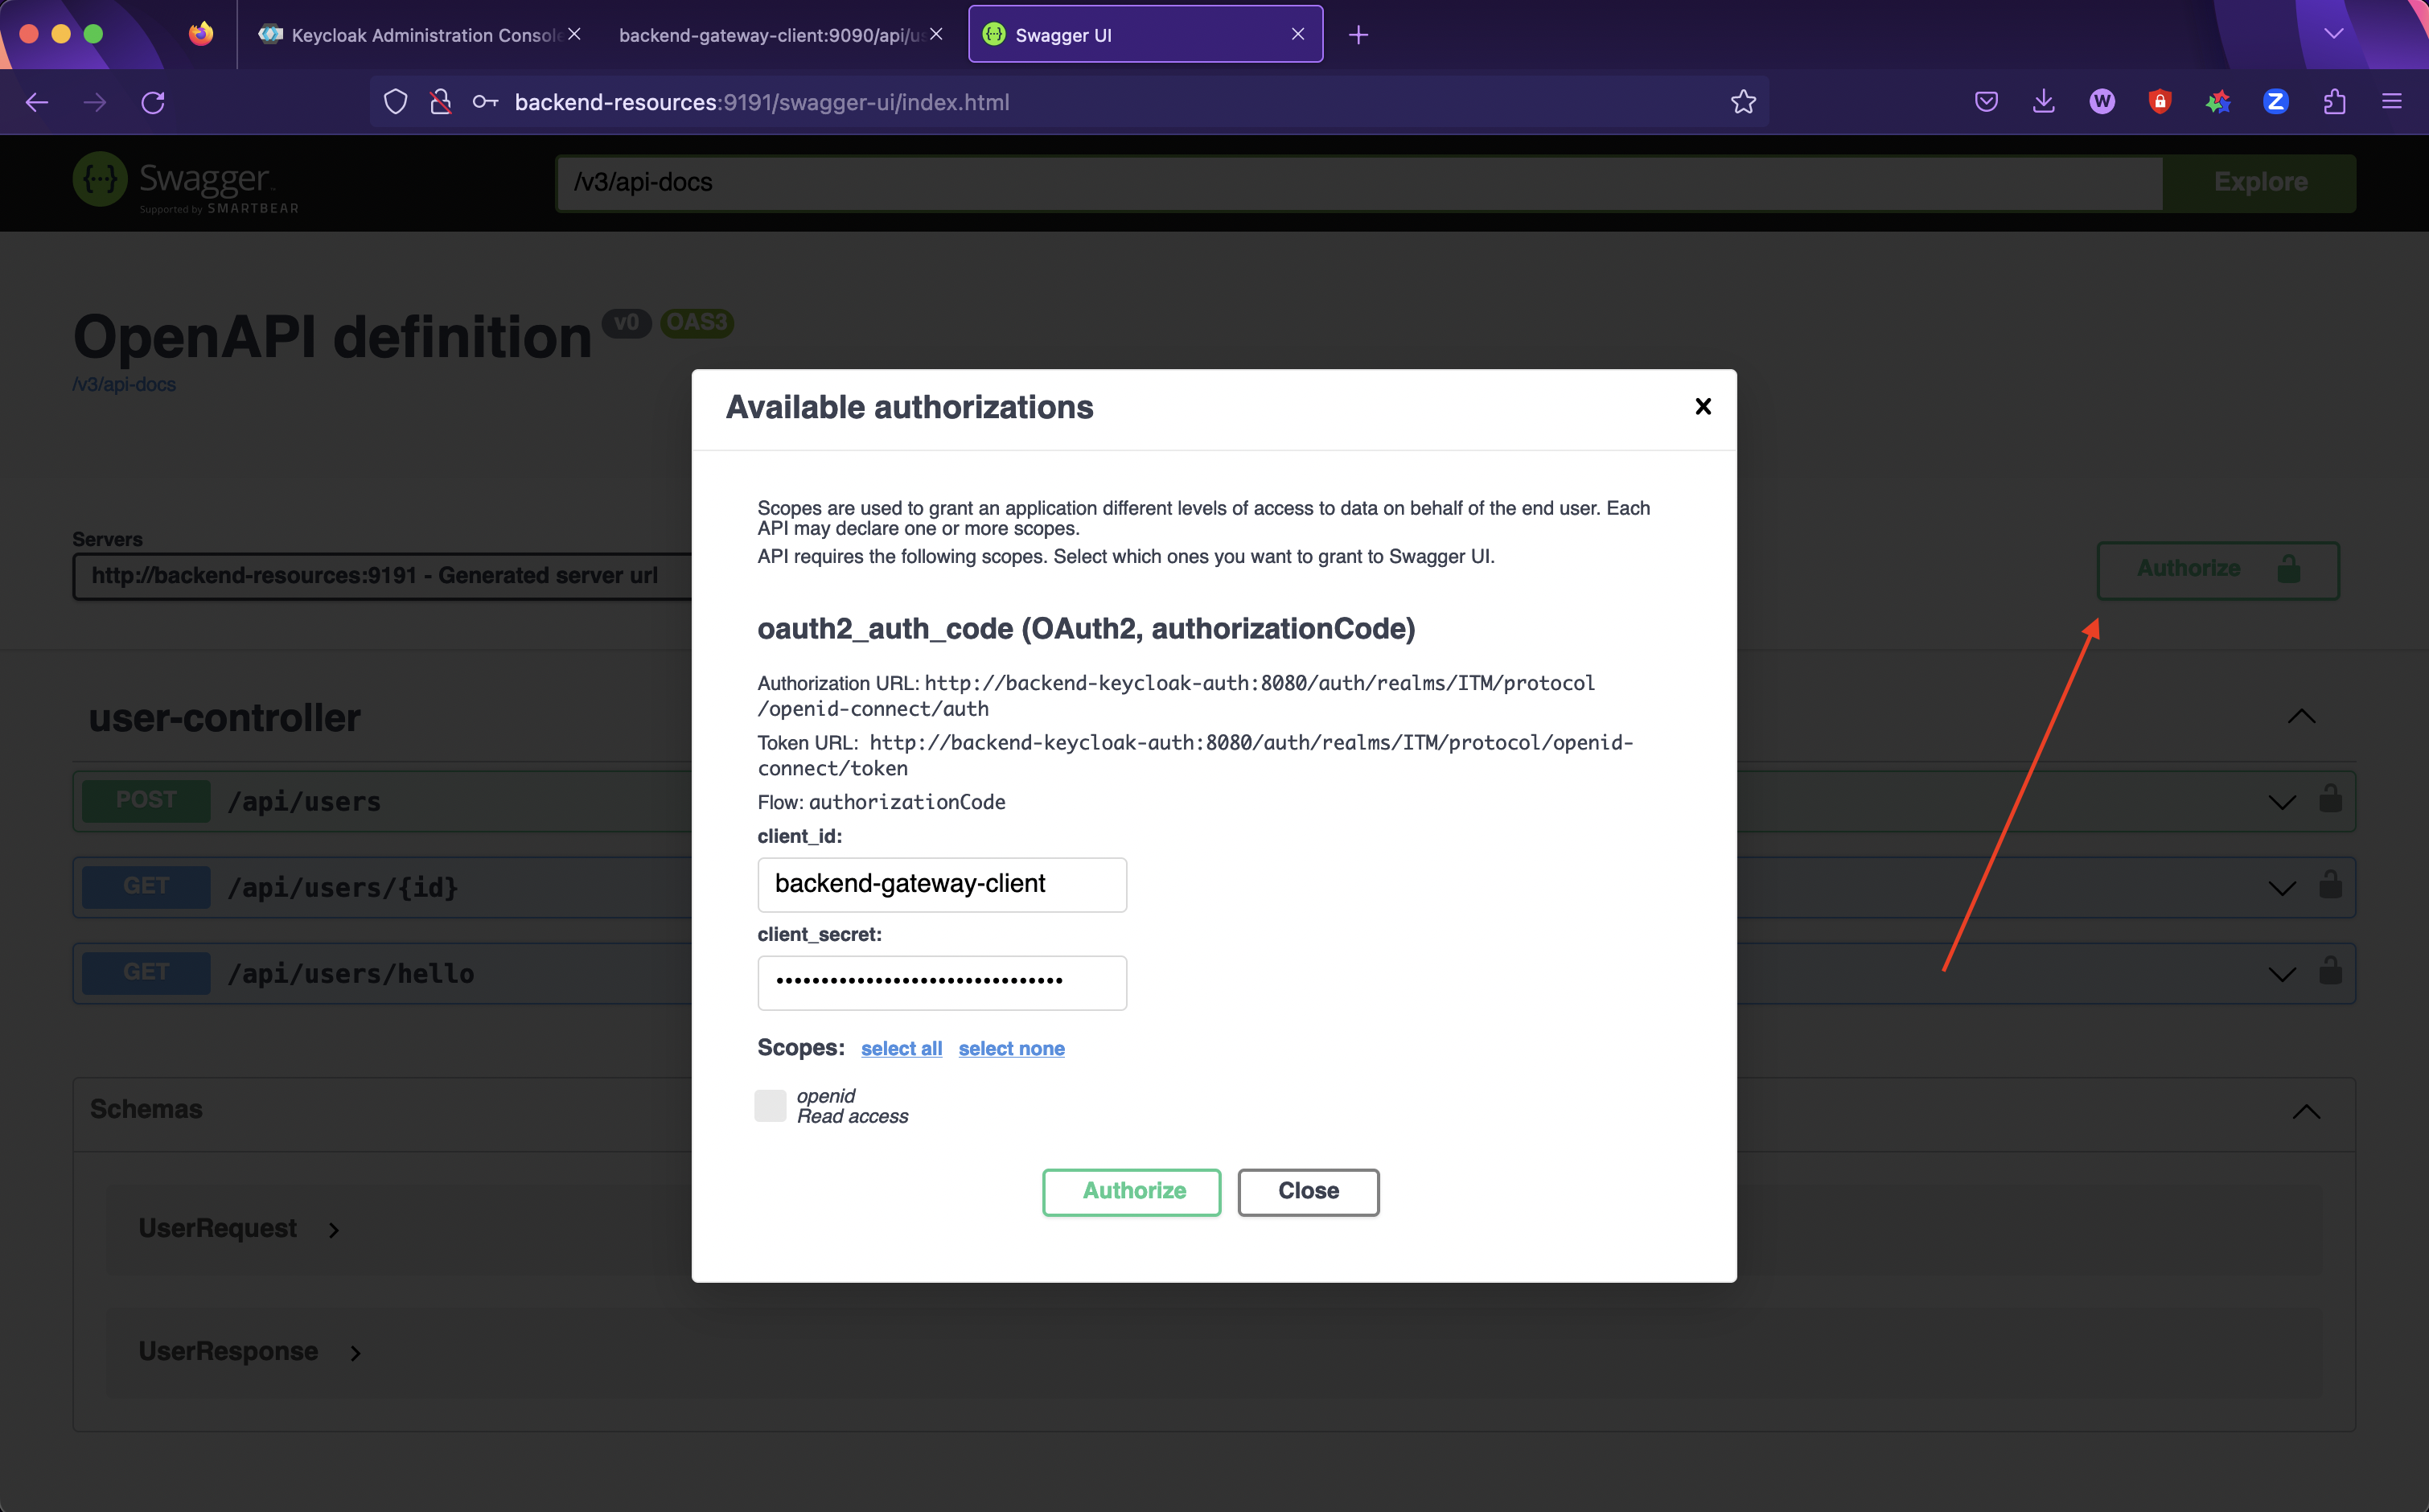 Keycloak Administration Console
backend-gateway-client:9090/api/us
Swagger UI
backend-resources:9191/swagger-ui/index.html
W
Z
Swagger
Supported by SMARTBEAR
/v3/api-docs
Explore
OpenAPI definition v0 OAS3
/v3/api-docs
Available authorizations
Scopes are used to grant an application different levels of access to data on behalf of the end user. Each
API may declare one or more scopes.
API requires the following scopes. Select which ones you want to grant to Swagger UI.
Servers
http://backend-resources:9191 - Generated server url
Authorize
oauth2_auth_code (OAuth2, authorizationCode)
Authorization URL: http://backend-keycloak-auth:8080/auth/realms/ITM/protocol
/openid-connect/auth
Token URL: http://backend-keycloak-auth:8080/auth/realms/ITM/protocol/openid-
connect/token
Flow: authorizationCode
client_id:
backend-gateway-client
client_secret:
••••••••••••••••••••••••••••••••
Scopes: select all select none
openid
Read access
Authorize
Close
user-controller
POST /api/users
GET /api/users/{id}
GET /api/users/hello
Schemas
UserRequest
UserResponse